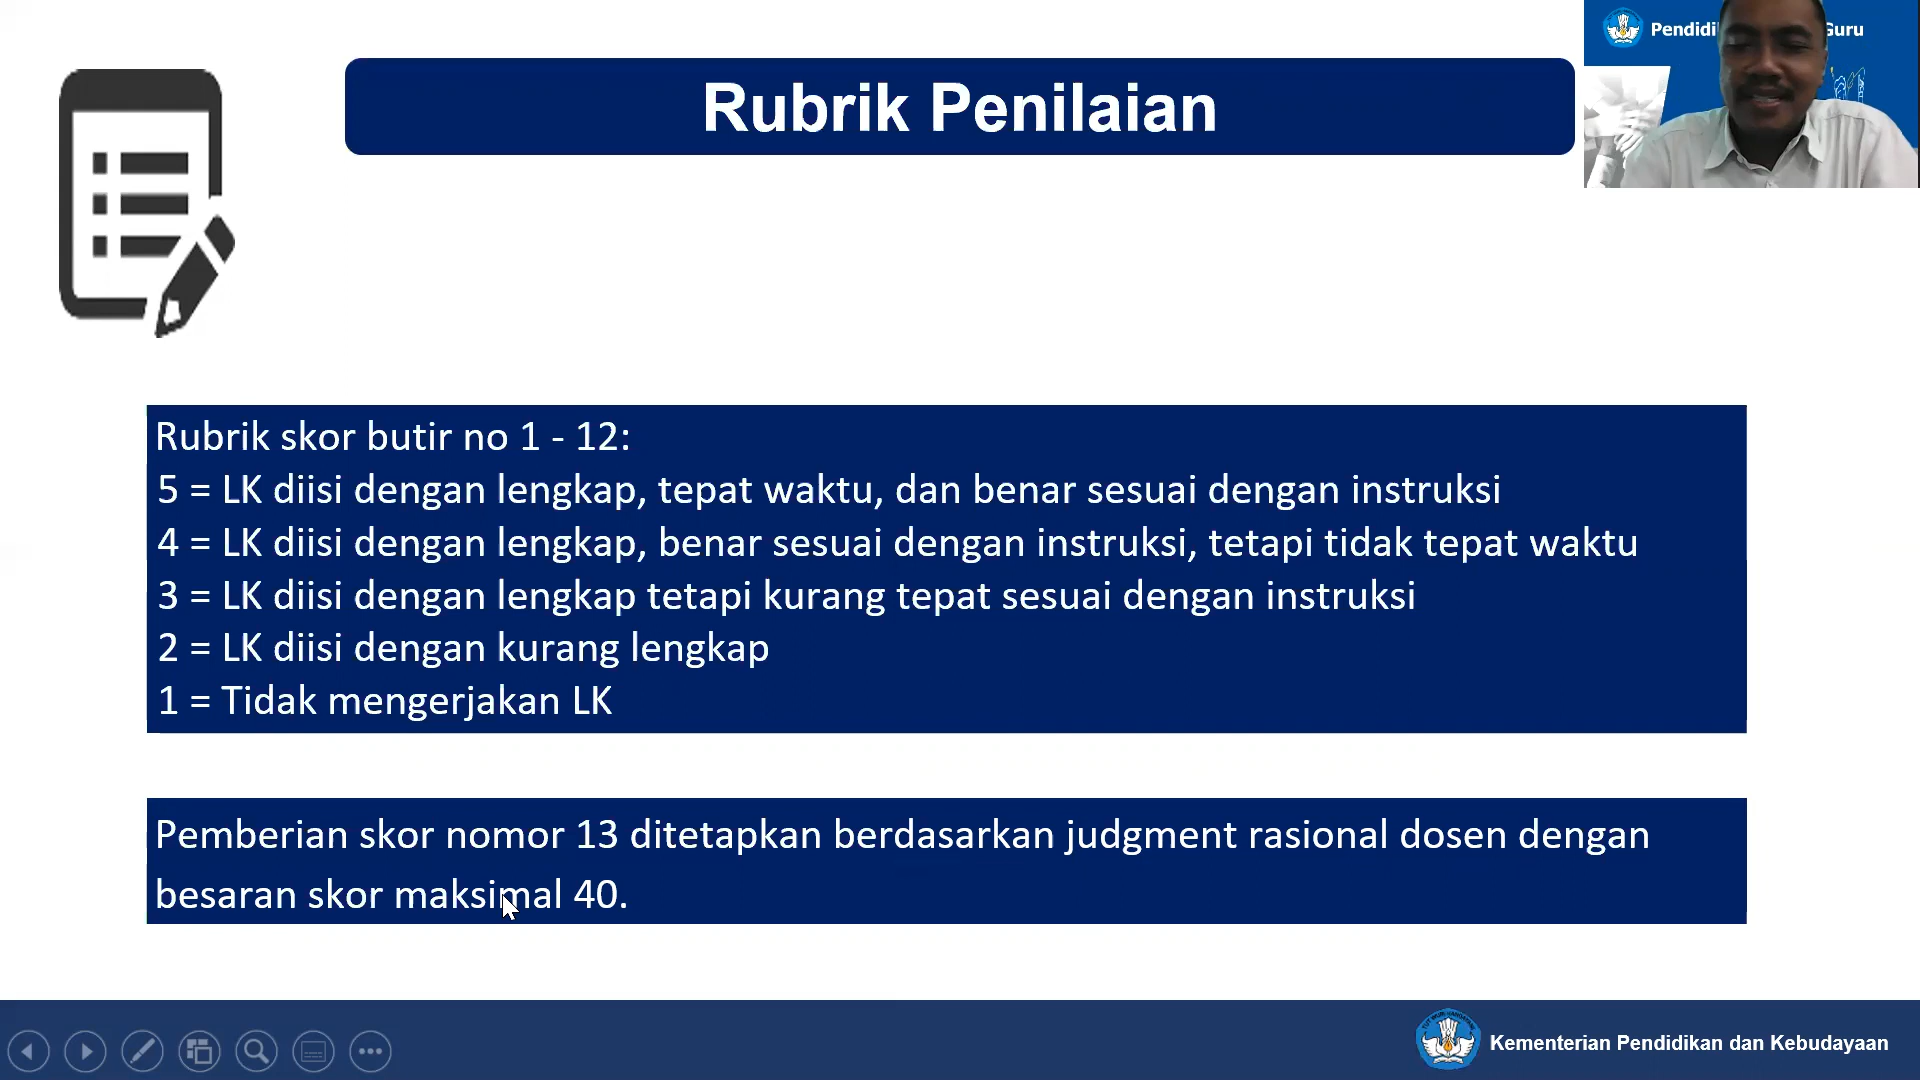 Rubrik Penilaian
Pendidi Guru
Rubrik skor butir no 1 - 12:
5 = LK diisi dengan lengkap, tepat waktu, dan benar sesuai dengan instruksi
4 = LK diisi dengan lengkap, benar sesuai dengan instruksi, tetapi tidak tepat waktu
3 = LK diisi dengan lengkap tetapi kurang tepat sesuai dengan instruksi
2 = LK diisi dengan kurang lengkap
1 = Tidak mengerjakan LK
Pemberian skor nomor 13 ditetapkan berdasarkan judgment rasional dosen dengan
besaran skor maksimal 40.
Kementerian Pendidikan dan Kebudayaan